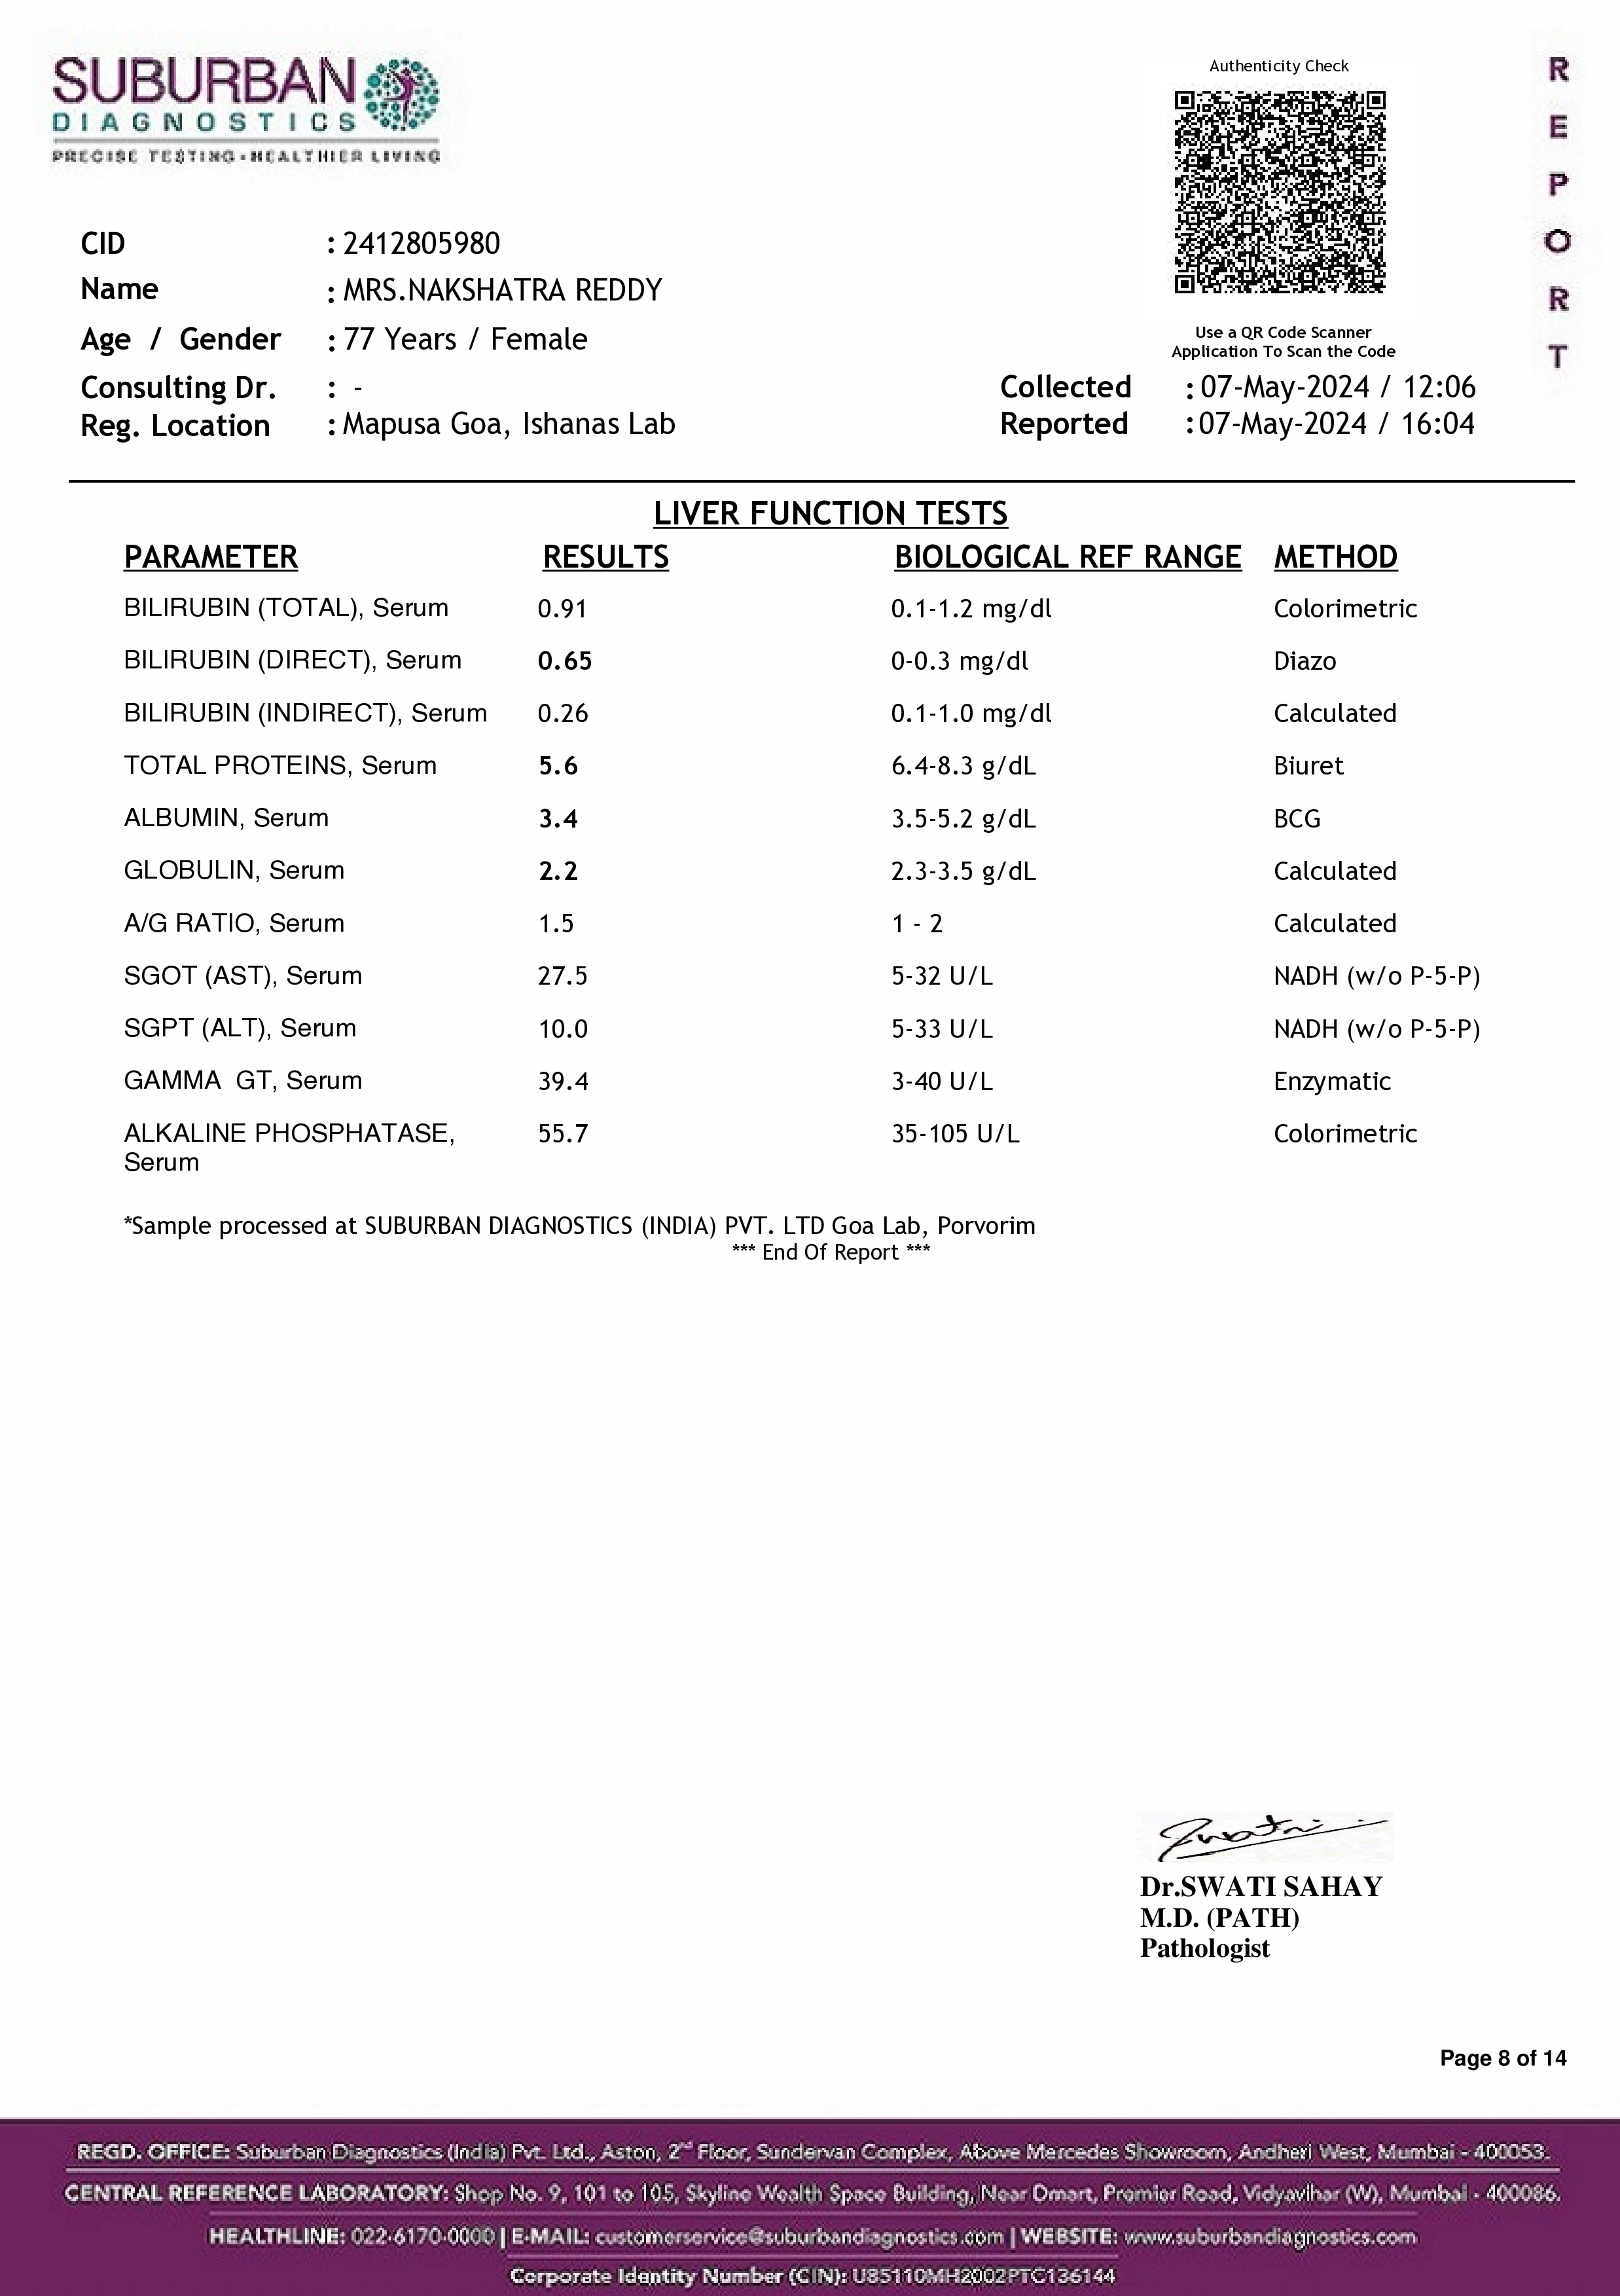 SUBURBAN
DIAGNOSTICS
PRECISE TESTING-HEALTHIER LIVING
Authenticity Check
Use a QR Code Scanner
Application To Scan the Code
R
E
P
O
R
T
CID : 2412805980
Name : MRS.NAKSHATRA REDDY
Age / Gender : 77 Years / Female
Consulting Dr. : -
Collected : 07-May-2024 / 12:06
Reg. Location : Mapusa Goa, Ishanas Lab
Reported : 07-May-2024 / 16:04
LIVER FUNCTION TESTS
PARAMETER RESULTS BIOLOGICAL REF RANGE METHOD
BILIRUBIN (TOTAL), Serum 0.91 0.1-1.2 mg/dl Colorimetric
BILIRUBIN (DIRECT), Serum 0.65 0-0.3 mg/dl Diazo
BILIRUBIN (INDIRECT), Serum 0.26 0.1-1.0 mg/dl Calculated
TOTAL PROTEINS, Serum 5.6 6.4-8.3 g/dL Biuret
ALBUMIN, Serum 3.4 3.5-5.2 g/dL BCG
GLOBULIN, Serum 2.2 2.3-3.5 g/dL Calculated
A/G RATIO, Serum 1.5 1 - 2 Calculated
SGOT (AST), Serum 27.5 5-32 U/L NADH (w/o P-5-P)
SGPT (ALT), Serum 10.0 5-33 U/L NADH (w/o P-5-P)
GAMMA GT, Serum 39.4 3-40 U/L Enzymatic
ALKALINE PHOSPHATASE, 55.7 35-105 U/L Colorimetric
Serum
*Sample processed at SUBURBAN DIAGNOSTICS (INDIA) PVT. LTD Goa Lab, Porvorim
*** End Of Report ***
Dr.SWATI SAHAY
M.D. (PATH)
Pathologist
Page 8 of 14
REGD. OFFICE: Suburban Diagnostics (India) Pvt. Ltd., Aston, 2nd Floor, Sundervan Complex, Above Mercedes Showroom, Andheri West, Mumbai - 400053.
CENTRAL REFERENCE LABORATORY: Shop No. 9, 101 to 105, Skyline Wealth Space Building, Near Dmart, Premier Road, Vidyavihar (W), Mumbai - 400086.
HEALTHLINE: 022-6170-0000 | E-MAIL: customerservice@suburbandiagnostics.com | WEBSITE: www.suburbandiagnostics.com
Corporate Identity Number (CIN): U85110MH2002PTC136144